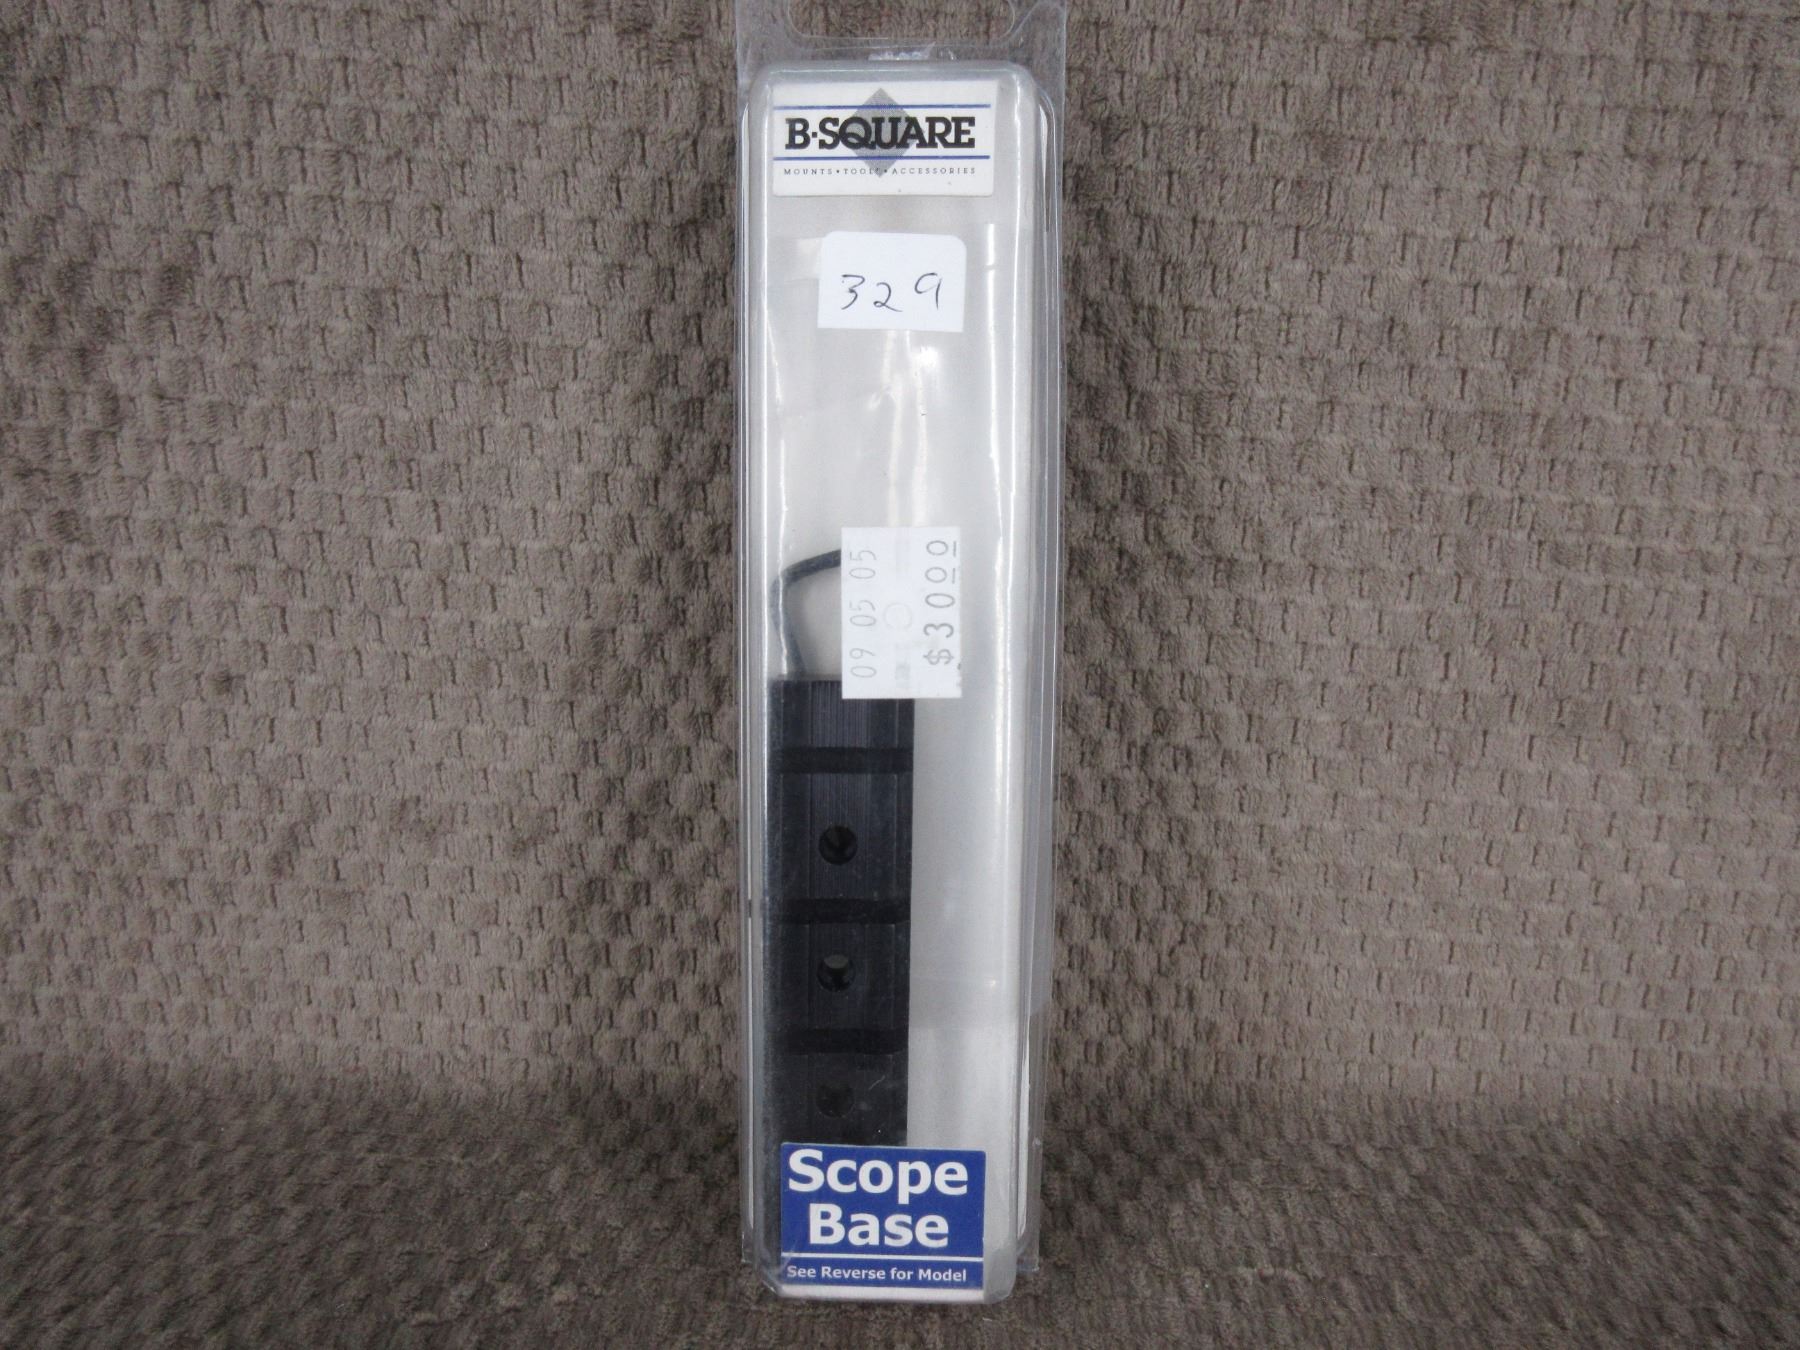 B·SQUARE
MOUNTS • TOOLS • ACCESSORIES
329
09 05 05
$30.00
Scope
Base
See Reverse for Model